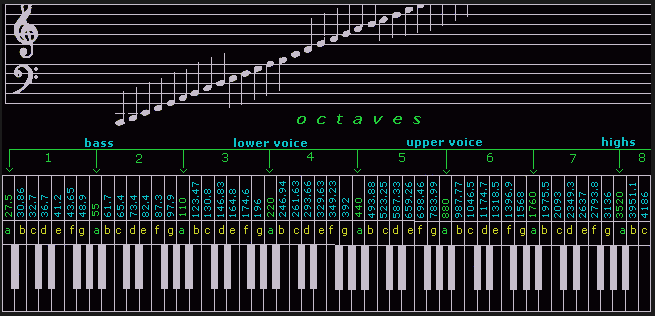 octaves
bass lower voice upper voice highs
1 2 3 4 5 6 7 8
275 30.86 32.7 36.7 41.2 43.65 48.9 55 61.7 65.4 73.4 82.4 87.3 97.9 110 123.47 130.8 146.83 164.8 174.6 196 220 246.94 261.63 293.66 329.63 349.23 392 440 493.88 523.25 587.33 659.26 698.46 783.99 880 987.77 1046.5 1174.7 1318.5 1396.9 1568 1760 1975.5 2093 2349.3 2637 2793.8 3136 3520 3951.1 4186
a b c d e f g a b c d e f g a b c d e f g a b c d e f g a b c d e f g a b c d e f g a b c d e f g a b c